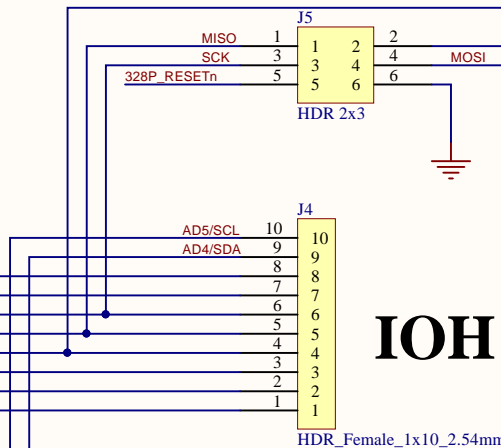 J5
MISO 1 1 2 2
SCK 3 3 4 4 MOSI
328P_RESETn 5 5 6 6
HDR 2x3
J4
AD5/SCL 10 10
AD4/SDA 9 9
8 8
7 7
6 6
5 5
4 4
3 3
2 2
1 1
IOH
HDR_Female_1x10_2.54mm